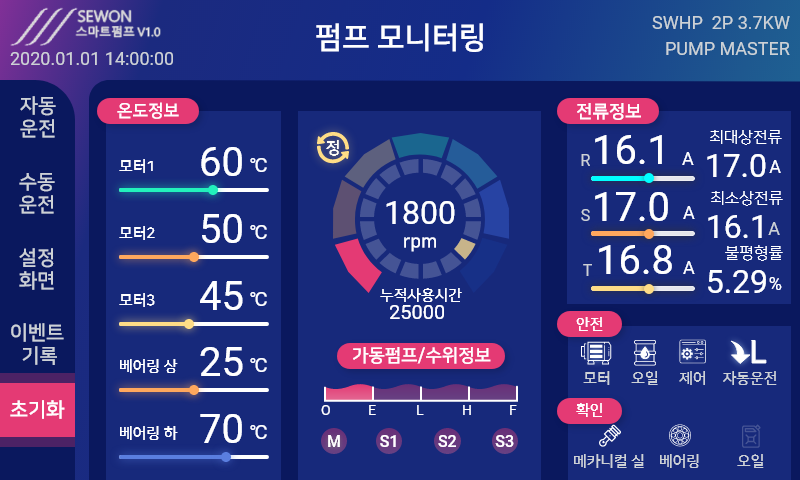 SEWON
스마트펌프 V1.0
2020.01.01 14:00:00
펌프 모니터링
SWHP 2P 3.7KW
PUMP MASTER
자동
운전
수동
운전
설정
화면
이벤트
기록
초기화
온도정보
모터1 60 ℃
모터2 50 ℃
모터3 45 ℃
베어링 상 25 ℃
베어링 하 70 ℃
정
1800
rpm
누적사용시간
25000
가동펌프/수위정보
O E L H F
M S1 S2 S3
전류정보
R 16.1 A
최대상전류
17.0 A
S 17.0 A
최소상전류
16.1 A
T 16.8 A
불평형률
5.29%
안전
L
모터 오일 제어 자동운전
확인
메카니컬 실 베어링 오일